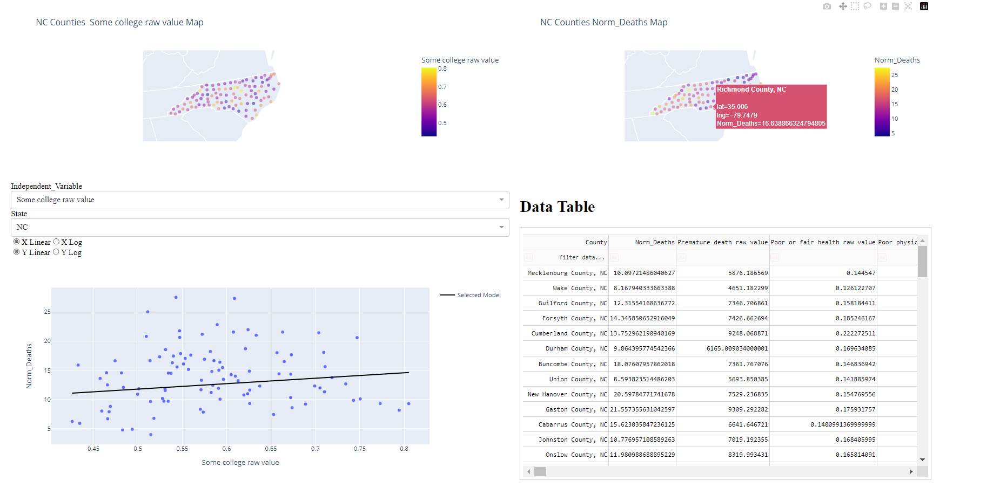 NC Counties  Some college raw value Map
Some college raw value
0.8
0.7
0.6
0.5
NC Counties Norm_Deaths Map
Norm_Deaths
25
20
15
10
5
Richmond County, NC
lat=35.006
lng=−79.7479
Norm_Deaths=16.638866324794805
Independent_Variable
Some college raw value
State
NC
X Linear X Log
Y Linear Y Log
25
20
15
10
5
Norm_Deaths
0.45 0.5 0.55 0.6 0.65 0.7 0.75 0.8
Some college raw value
Selected Model
Data Table
County Norm_Deaths Premature death raw value Poor or fair health raw value Poor physic
filter data...
Mecklenburg County, NC 10.09721486040627 5876.186569 0.144547
Wake County, NC 8.167940333663388 4651.182299 0.126122707
Guilford County, NC 12.31554168636772 7346.706861 0.158184411
Forsyth County, NC 14.345850652916049 7426.662694 0.185246167
Cumberland County, NC 13.752962190940169 9248.068871 0.222272511
Durham County, NC 9.864395774542366 6165.009034000001 0.169634085
Buncombe County, NC 18.07607957862018 7361.767076 0.146836942
Union County, NC 8.593823514486203 5693.850385 0.141885974
New Hanover County, NC 20.59784771741678 7529.236835 0.154769556
Gaston County, NC 21.557355631042597 9309.292282 0.175931757
Cabarrus County, NC 15.623035847236125 6641.646721 0.1400991369999999
Johnston County, NC 10.776957108589263 7019.192355 0.168405995
Onslow County, NC 11.980988688895229 8319.993431 0.165814091